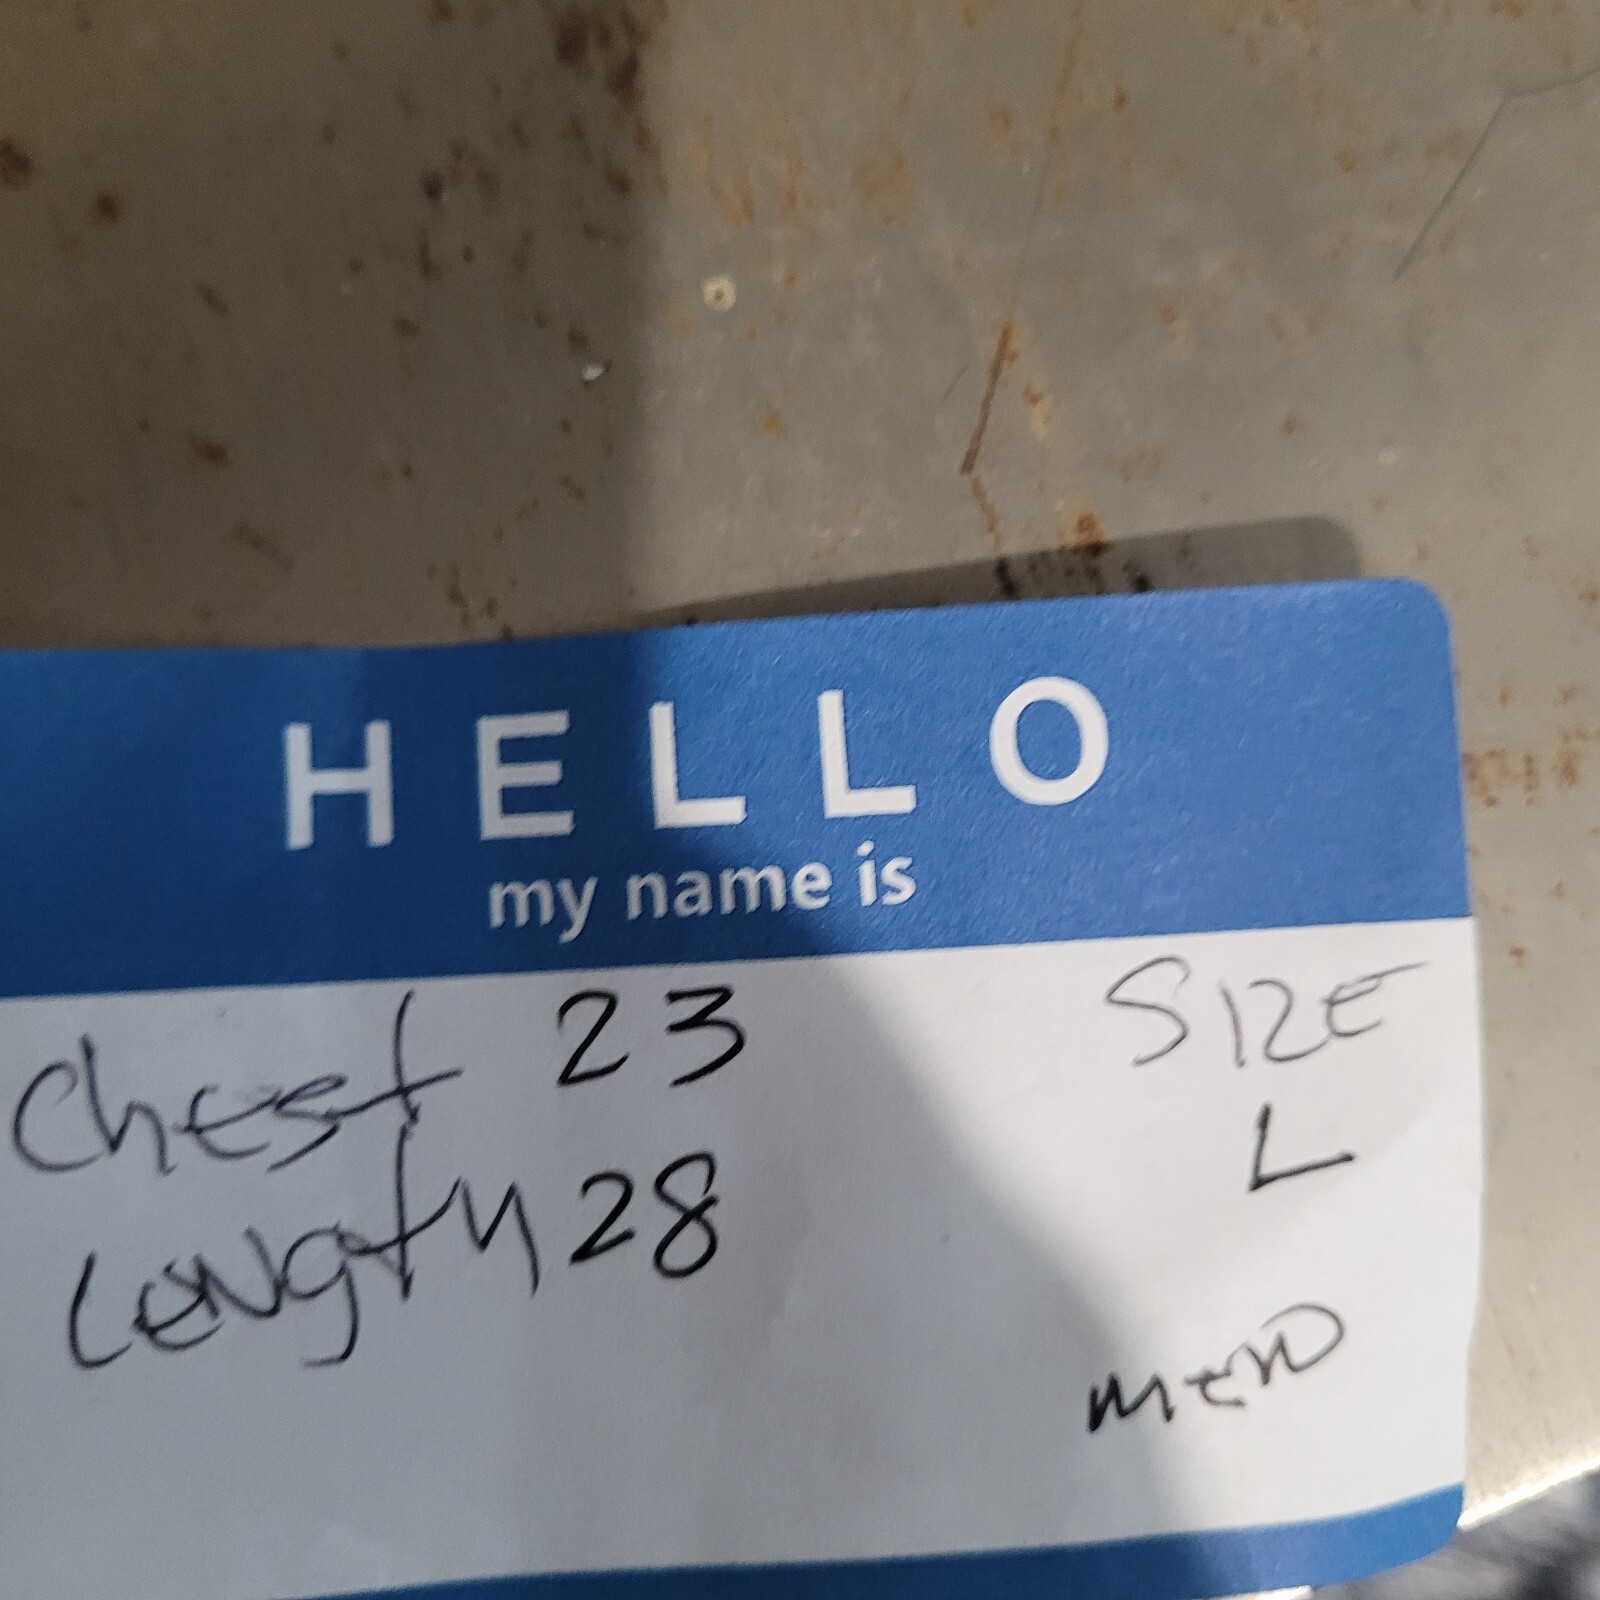 HELLO
my name is
Chest 23
Length 28
SIZE
L
men